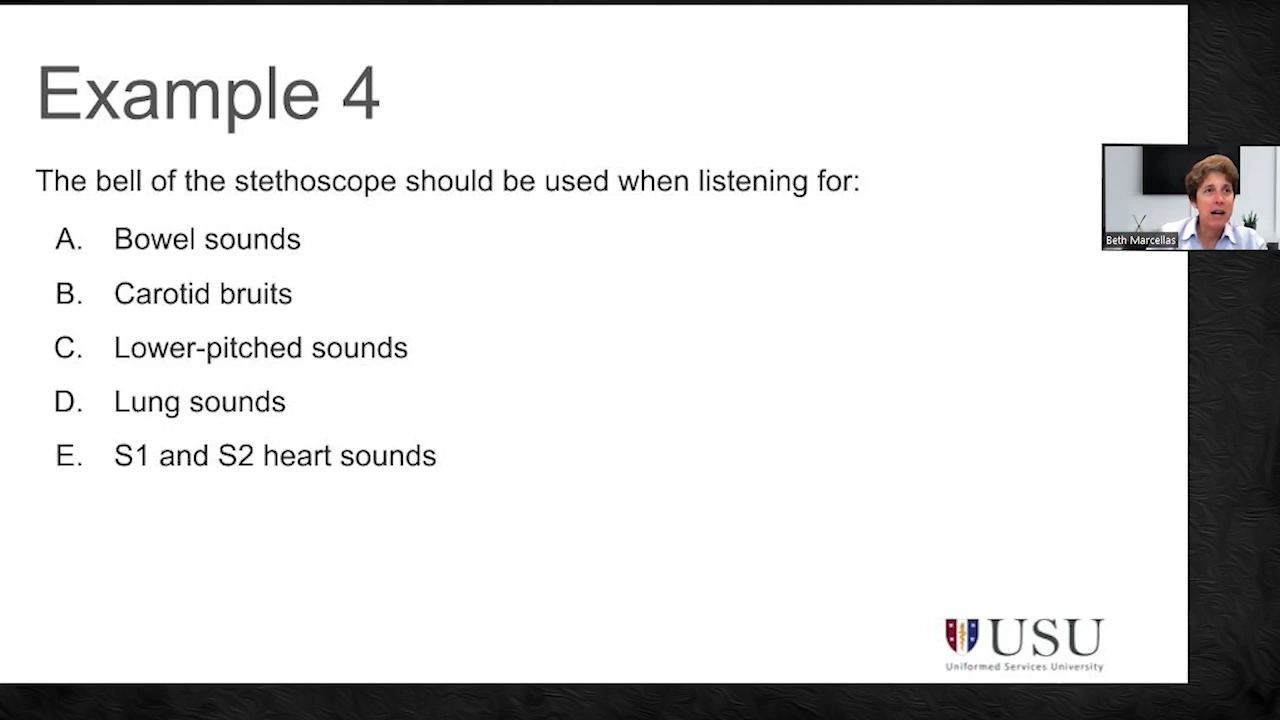 Example 4
The bell of the stethoscope should be used when listening for:
A. Bowel sounds
B. Carotid bruits
C. Lower-pitched sounds
D. Lung sounds
E. S1 and S2 heart sounds
Beth Marcellas
USU
Uniformed Services University